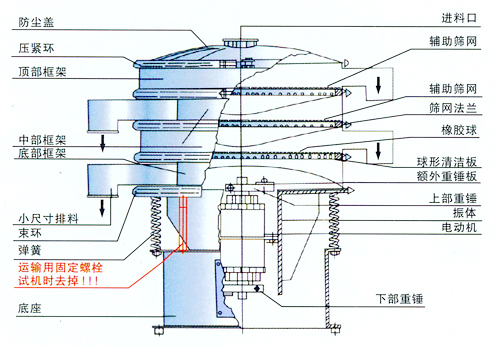 防尘盖
压紧环
顶部框架
中部框架
底部框架
小尺寸排料
束环
弹簧
运输用固定螺栓
试机时去掉!!!
底座
进料口
辅助筛网
辅助筛网
筛网法兰
橡胶球
球形清洁板
额外重锤板
上部重锤
振体
电动机
下部重锤